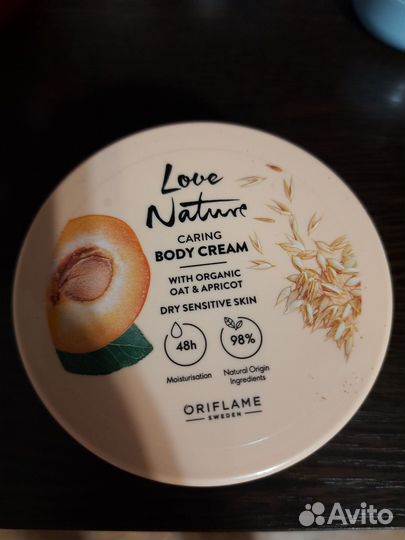 Love
Nature
CARING
BODY CREAM
WITH ORGANIC
OAT & APRICOT
DRY SENSITIVE SKIN
48h
Moisturisation
98%
Natural Origin
Ingredients
ORIFLAME
SWEDEN
Avito